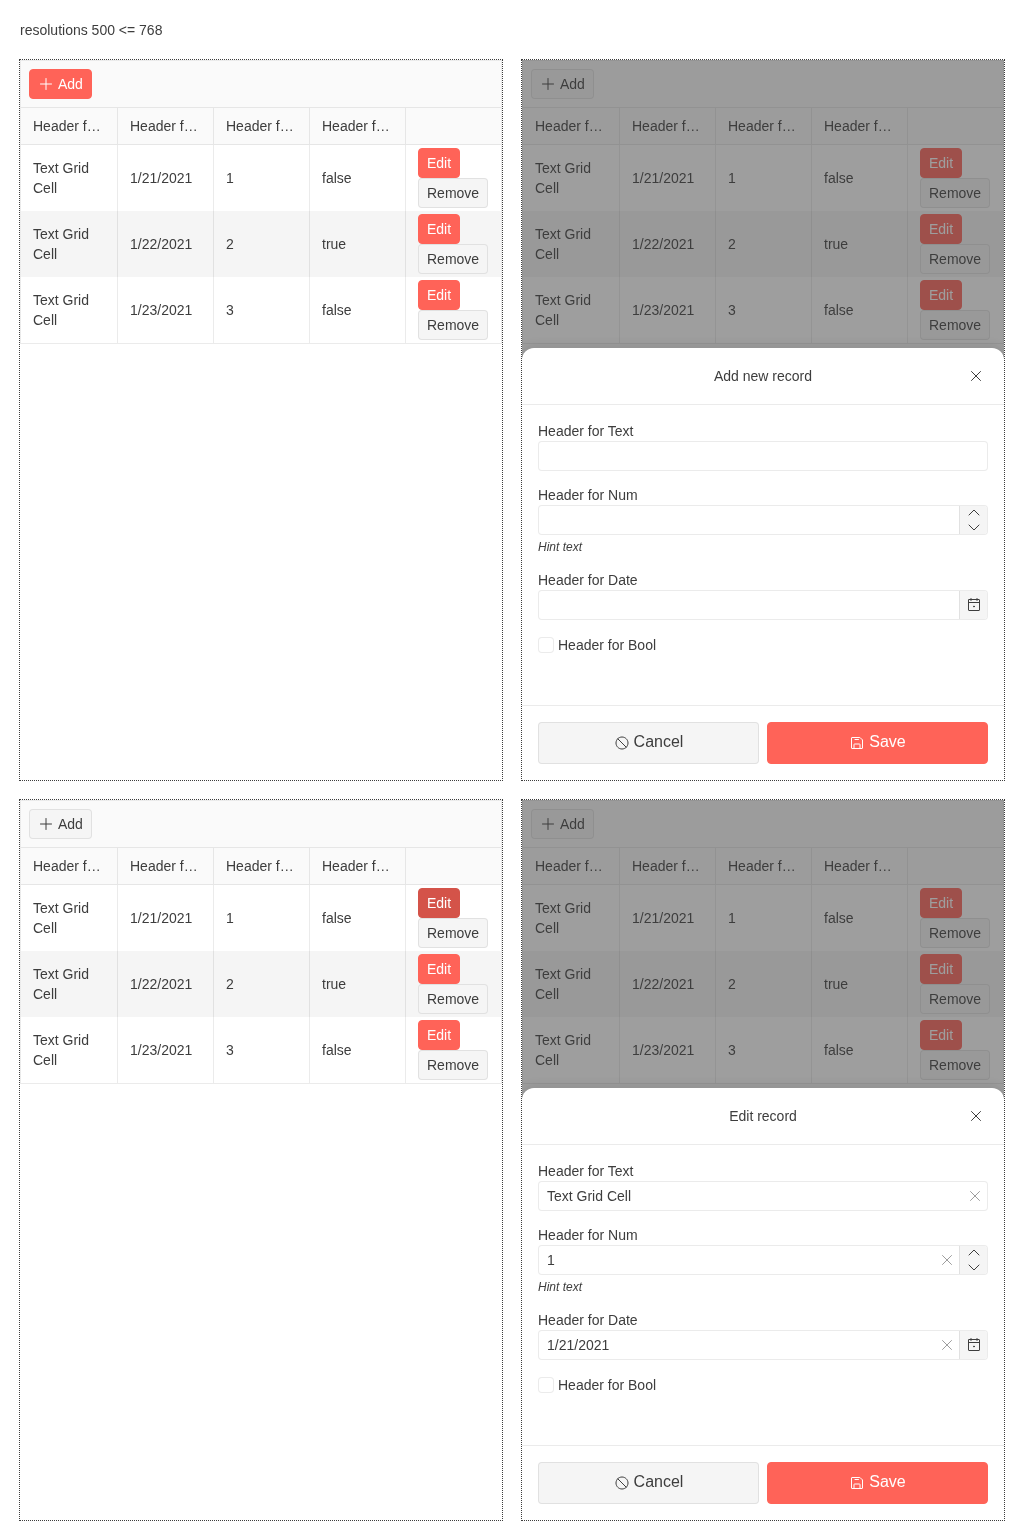 resolutions 500 <= 768
Add
Header f… Header f… Header f… Header f…
Text Grid Cell 1/21/2021 1 false Edit Remove
Text Grid Cell 1/22/2021 2 true Edit Remove
Text Grid Cell 1/23/2021 3 false Edit Remove
Add
Header f… Header f… Header f… Header f…
Text Grid Cell 1/21/2021 1 false Edit Remove
Text Grid Cell 1/22/2021 2 true Edit Remove
Text Grid Cell 1/23/2021 3 false Edit Remove
Add new record
Header for Text
Header for Num
Hint text
Header for Date
Header for Bool
Cancel Save
Add
Header f… Header f… Header f… Header f…
Text Grid Cell 1/21/2021 1 false Edit Remove
Text Grid Cell 1/22/2021 2 true Edit Remove
Text Grid Cell 1/23/2021 3 false Edit Remove
Add
Header f… Header f… Header f… Header f…
Text Grid Cell 1/21/2021 1 false Edit Remove
Text Grid Cell 1/22/2021 2 true Edit Remove
Text Grid Cell 1/23/2021 3 false Edit Remove
Edit record
Header for Text
Text Grid Cell
Header for Num
1
Hint text
Header for Date
1/21/2021
Header for Bool
Cancel Save